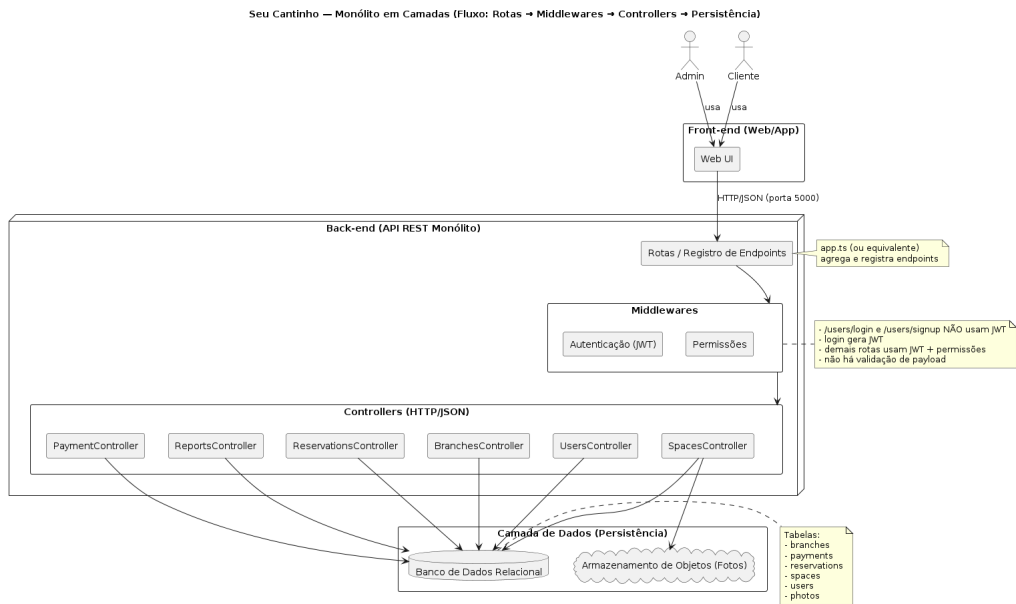 Seu Cantinho — Monólito em Camadas (Fluxo: Rotas → Middlewares → Controllers → Persistência)
Admin
Cliente
usa
usa
Front-end (Web/App)
Web UI
HTTP/JSON (porta 5000)
Back-end (API REST Monólito)
Rotas / Registro de Endpoints
app.ts (ou equivalente)
agrega e registra endpoints
Middlewares
Autenticação (JWT)
Permissões
- /users/login e /users/signup NÃO usam JWT
- login gera JWT
- demais rotas usam JWT + permissões
- não há validação de payload
Controllers (HTTP/JSON)
PaymentController
ReportsController
ReservationsController
BranchesController
UsersController
SpacesController
Camada de Dados (Persistência)
Banco de Dados Relacional
Armazenamento de Objetos (Fotos)
Tabelas:
- branches
- payments
- reservations
- spaces
- users
- photos